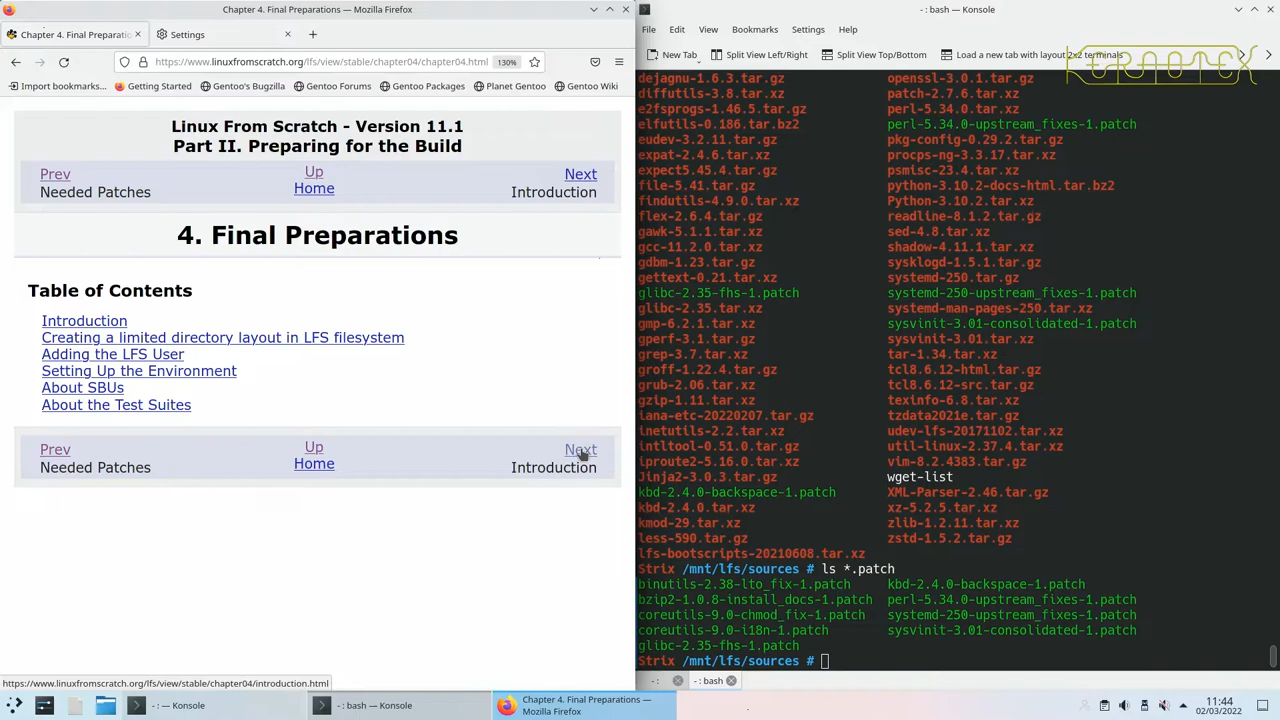 Chapter 4. Final Preparations — Mozilla Firefox
- : bash — Konsole
Chapter 4. Final Preparatio
Settings
File Edit View Bookmarks Settings Help
https://www.linuxfromscratch.org/lfs/view/stable/chapter04/chapter04.html 130%
New Tab Split View Left/Right Split View Top/Bottom Load a new tab with layout 2x2 terminals
KERNOTEX
Import bookmarks... Getting Started Gentoo's Bugzilla Gentoo Forums Gentoo Packages Planet Gentoo Gentoo Wiki
Linux From Scratch - Version 11.1
Part II. Preparing for the Build
Prev Up Next
Needed Patches Home Introduction
4. Final Preparations
Table of Contents
Introduction
Creating a limited directory layout in LFS filesystem
Adding the LFS User
Setting Up the Environment
About SBUs
About the Test Suites
Prev Up Next
Needed Patches Home Introduction
https://www.linuxfromscratch.org/lfs/view/stable/chapter04/introduction.html
dejagnu-1.6.3.tar.gz openssl-3.0.1.tar.gz
diffutils-3.8.tar.xz patch-2.7.6.tar.xz
e2fsprogs-1.46.5.tar.gz perl-5.34.0.tar.xz
elfutils-0.186.tar.bz2 perl-5.34.0-upstream_fixes-1.patch
eudev-3.2.11.tar.gz pkg-config-0.29.2.tar.gz
expat-2.4.6.tar.xz procps-ng-3.3.17.tar.xz
expect5.45.4.tar.gz psmisc-23.4.tar.xz
file-5.41.tar.gz python-3.10.2-docs-html.tar.bz2
findutils-4.9.0.tar.xz Python-3.10.2.tar.xz
flex-2.6.4.tar.gz readline-8.1.2.tar.gz
gawk-5.1.1.tar.xz sed-4.8.tar.xz
gcc-11.2.0.tar.xz shadow-4.11.1.tar.xz
gdbm-1.23.tar.gz sysklogd-1.5.1.tar.gz
gettext-0.21.tar.xz systemd-250.tar.gz
glibc-2.35-fhs-1.patch systemd-250-upstream_fixes-1.patch
glibc-2.35.tar.xz systemd-man-pages-250.tar.xz
gmp-6.2.1.tar.xz sysvinit-3.01-consolidated-1.patch
gperf-3.1.tar.gz sysvinit-3.01.tar.xz
grep-3.7.tar.xz tar-1.34.tar.xz
groff-1.22.4.tar.gz tcl8.6.12-html.tar.gz
grub-2.06.tar.xz tcl8.6.12-src.tar.gz
gzip-1.11.tar.xz texinfo-6.8.tar.xz
iana-etc-20220207.tar.gz tzdata2021e.tar.gz
inetutils-2.2.tar.xz udev-lfs-20171102.tar.xz
intltool-0.51.0.tar.gz util-linux-2.37.4.tar.xz
iproute2-5.16.0.tar.xz vim-8.2.4383.tar.gz
Jinja2-3.0.3.tar.gz wget-list
kbd-2.4.0-backspace-1.patch XML-Parser-2.46.tar.gz
kbd-2.4.0.tar.xz xz-5.2.5.tar.xz
kmod-29.tar.xz zlib-1.2.11.tar.xz
less-590.tar.gz zstd-1.5.2.tar.gz
lfs-bootscripts-20210608.tar.xz
Strix /mnt/lfs/sources # ls *.patch
binutils-2.38-lto_fix-1.patch kbd-2.4.0-backspace-1.patch
bzip2-1.0.8-install_docs-1.patch perl-5.34.0-upstream_fixes-1.patch
coreutils-9.0-chmod_fix-1.patch systemd-250-upstream_fixes-1.patch
coreutils-9.0-i18n-1.patch sysvinit-3.01-consolidated-1.patch
glibc-2.35-fhs-1.patch
Strix /mnt/lfs/sources #
- : - : bash
- : — Konsole
- : bash — Konsole
Chapter 4. Final Preparations —
Mozilla Firefox
11:44
02/03/2022